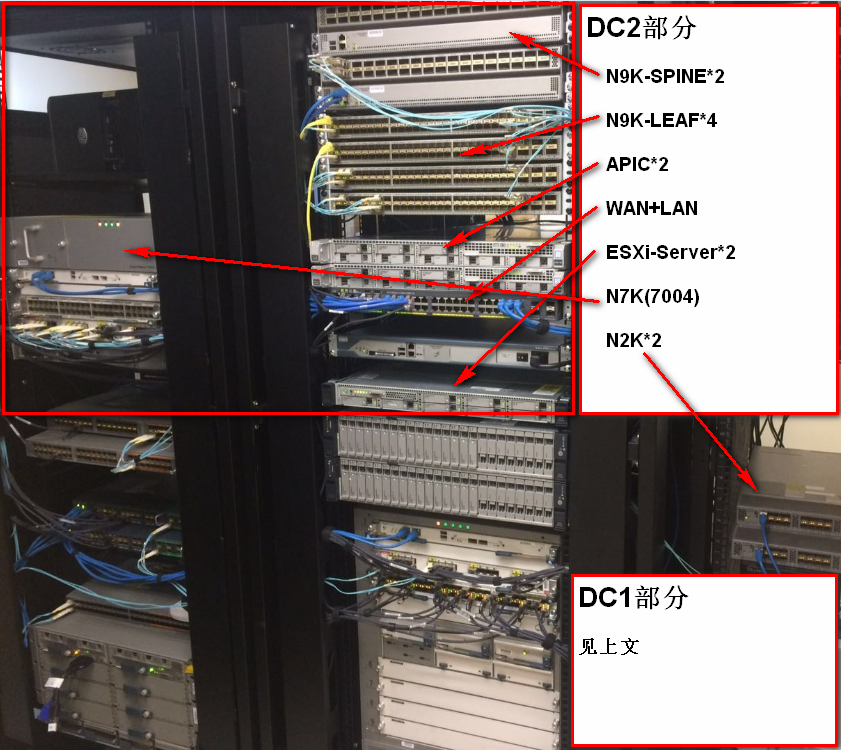 DC2部分
N9K-SPINE*2
N9K-LEAF*4
APIC*2
WAN+LAN
ESXi-Server*2
N7K(7004)
N2K*2
DC1部分
见上文